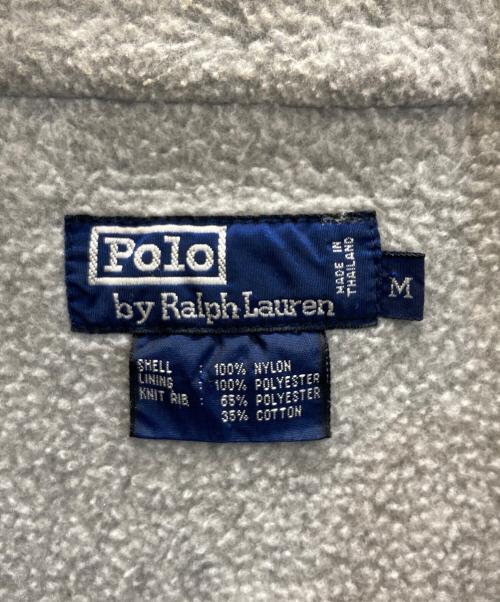 Polo
by Ralph Lauren
MADE IN
THAILAND
M
SHELL : 100% NYLON
LINING : 100% POLYESTER
KNIT RIB : 65% POLYESTER
35% COTTON